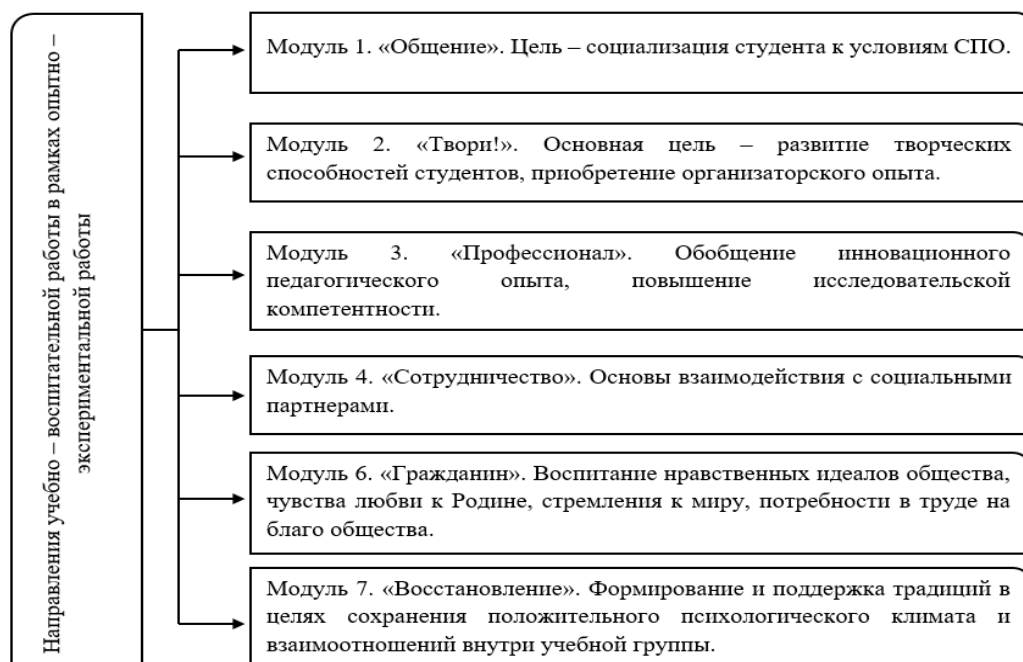 Направления учебно – воспитательной работы в рамках опытно –
экспериментальной работы
Модуль 1. «Общение». Цель – социализация студента к условиям СПО.
Модуль 2. «Твори!». Основная цель – развитие творческих
способностей студентов, приобретение организаторского опыта.
Модуль 3. «Профессионал». Обобщение инновационного
педагогического опыта, повышение исследовательской
компетентности.
Модуль 4. «Сотрудничество». Основы взаимодействия с социальными
партнерами.
Модуль 6. «Гражданин». Воспитание нравственных идеалов общества,
чувства любви к Родине, стремления к миру, потребности в труде на
благо общества.
Модуль 7. «Восстановление». Формирование и поддержка традиций в
целях сохранения положительного психологического климата и
взаимоотношений внутри учебной группы.